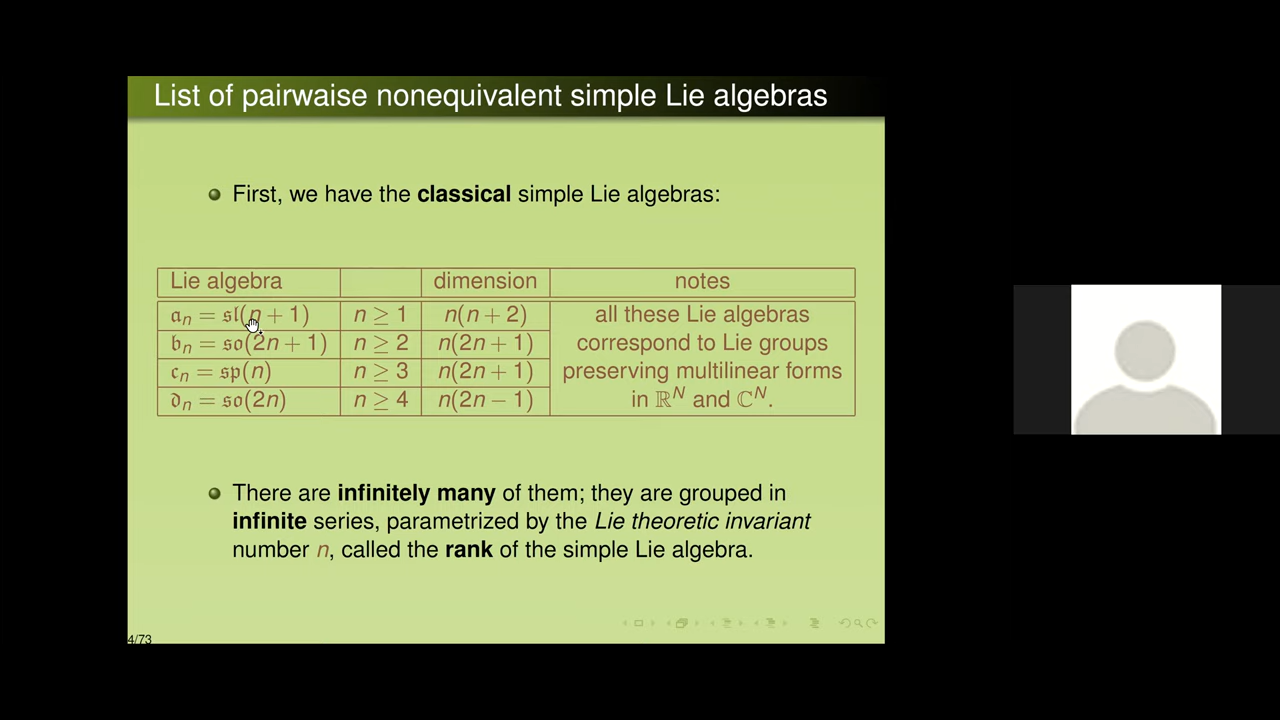 List of pairwaise nonequivalent simple Lie algebras
First, we have the classical simple Lie algebras:
Lie algebra dimension notes
𝔞ₙ = 𝔰𝔩(n + 1) n ≥ 1 n(n + 2) all these Lie algebras
𝔟ₙ = 𝔰𝔬(2n + 1) n ≥ 2 n(2n + 1) correspond to Lie groups
𝔠ₙ = 𝔰𝔭(n) n ≥ 3 n(2n + 1) preserving multilinear forms
𝔡ₙ = 𝔰𝔬(2n) n ≥ 4 n(2n − 1) in ℝᴺ and ℂᴺ.
There are infinitely many of them; they are grouped in
infinite series, parametrized by the Lie theoretic invariant
number n, called the rank of the simple Lie algebra.
4/73